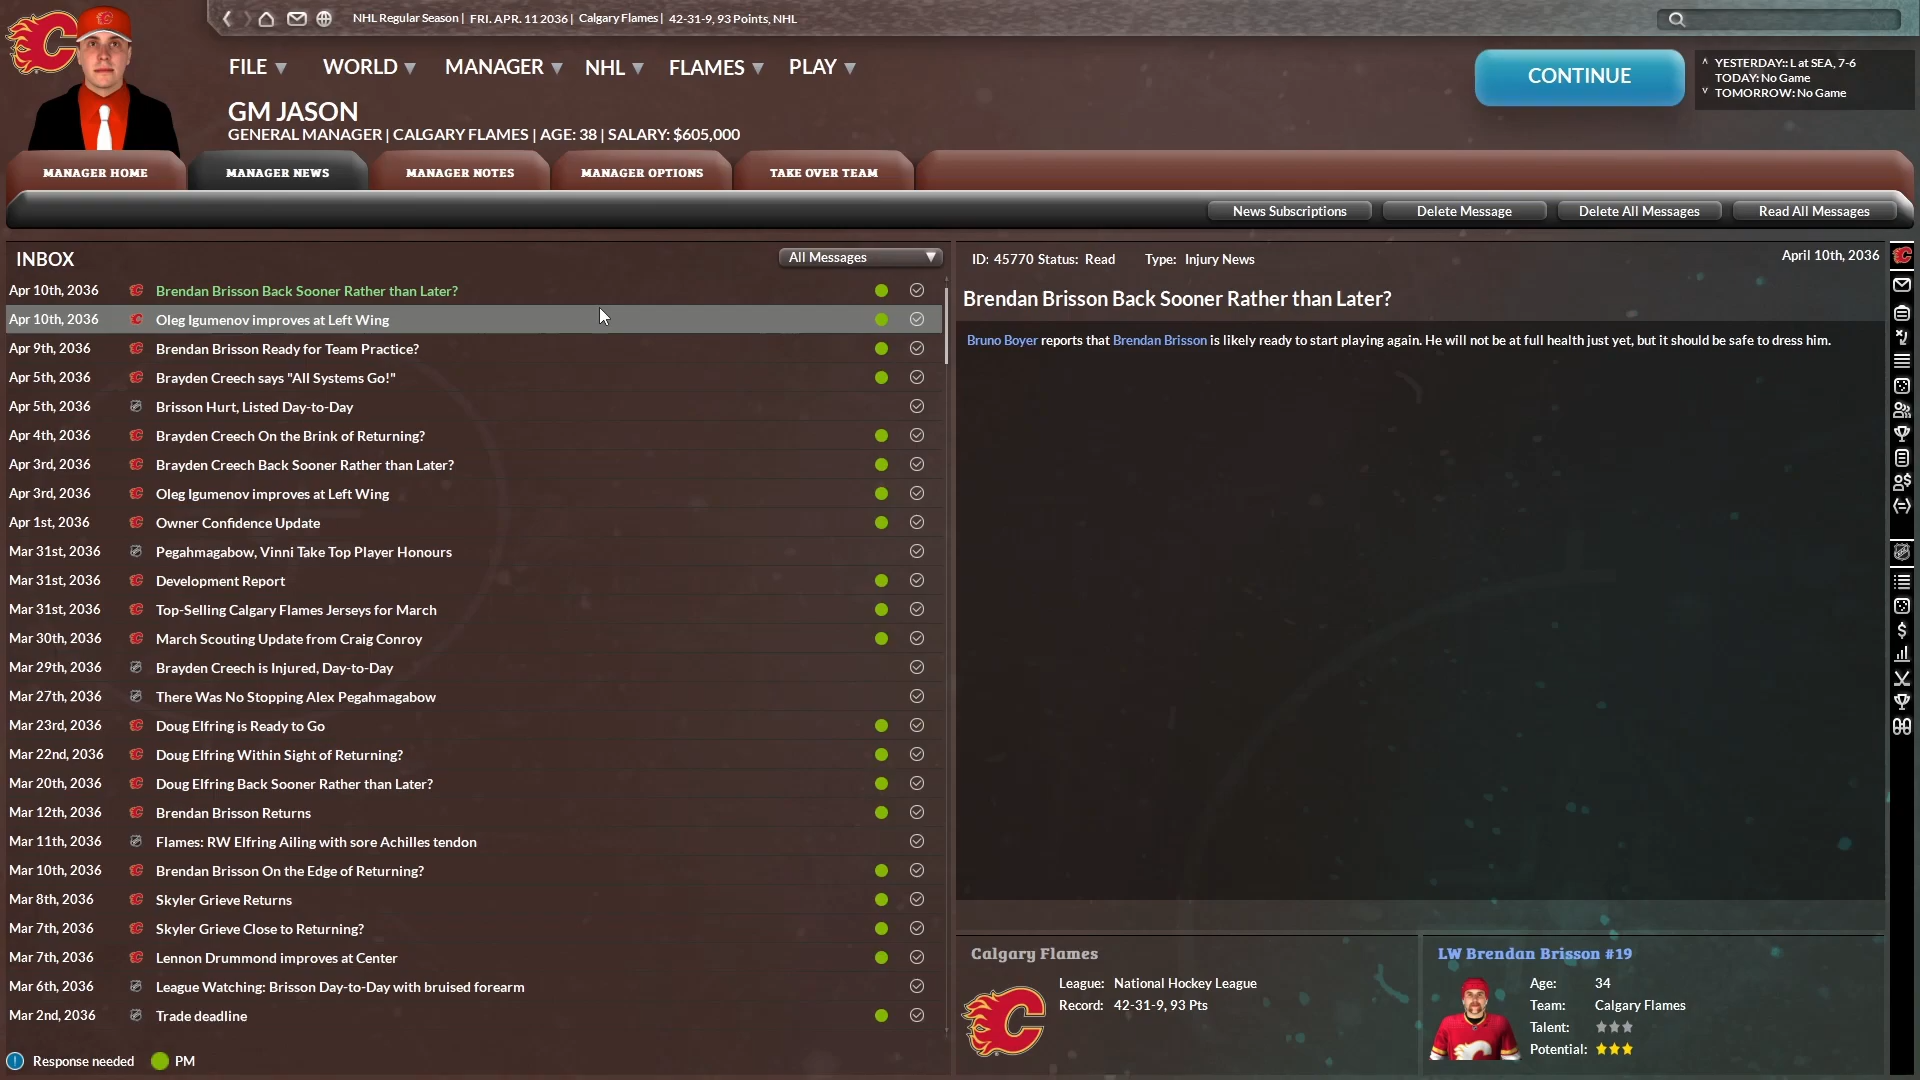 NHL Regular Season | FRI. APR. 11 2036 | Calgary Flames | 42-31-9, 93 Points, NHL
FILE WORLD MANAGER NHL FLAMES PLAY
CONTINUE
YESTERDAY:: L at SEA, 7-6
TODAY: No Game
TOMORROW: No Game
GM JASON
GENERAL MANAGER | CALGARY FLAMES | AGE: 38 | SALARY: $605,000
MANAGER HOME MANAGER NEWS MANAGER NOTES MANAGER OPTIONS TAKE OVER TEAM
News Subscriptions Delete Message Delete All Messages Read All Messages
INBOX
All Messages
Apr 10th, 2036 Brendan Brisson Back Sooner Rather than Later?
Apr 10th, 2036 Oleg Igumenov improves at Left Wing
Apr 9th, 2036 Brendan Brisson Ready for Team Practice?
Apr 5th, 2036 Brayden Creech says "All Systems Go!"
Apr 5th, 2036 Brisson Hurt, Listed Day-to-Day
Apr 4th, 2036 Brayden Creech On the Brink of Returning?
Apr 3rd, 2036 Brayden Creech Back Sooner Rather than Later?
Apr 3rd, 2036 Oleg Igumenov improves at Left Wing
Apr 1st, 2036 Owner Confidence Update
Mar 31st, 2036 Pegahmagabow, Vinni Take Top Player Honours
Mar 31st, 2036 Development Report
Mar 31st, 2036 Top-Selling Calgary Flames Jerseys for March
Mar 30th, 2036 March Scouting Update from Craig Conroy
Mar 29th, 2036 Brayden Creech is Injured, Day-to-Day
Mar 27th, 2036 There Was No Stopping Alex Pegahmagabow
Mar 23rd, 2036 Doug Elfring is Ready to Go
Mar 22nd, 2036 Doug Elfring Within Sight of Returning?
Mar 20th, 2036 Doug Elfring Back Sooner Rather than Later?
Mar 12th, 2036 Brendan Brisson Returns
Mar 11th, 2036 Flames: RW Elfring Ailing with sore Achilles tendon
Mar 10th, 2036 Brendan Brisson On the Edge of Returning?
Mar 8th, 2036 Skyler Grieve Returns
Mar 7th, 2036 Skyler Grieve Close to Returning?
Mar 7th, 2036 Lennon Drummond improves at Center
Mar 6th, 2036 League Watching: Brisson Day-to-Day with bruised forearm
Mar 2nd, 2036 Trade deadline
Response needed PM
ID: 45770 Status: Read Type: Injury News April 10th, 2036
Brendan Brisson Back Sooner Rather than Later?
Bruno Boyer reports that Brendan Brisson is likely ready to start playing again. He will not be at full health just yet, but it should be safe to dress him.
Calgary Flames
League: National Hockey League
Record: 42-31-9, 93 Pts
LW Brendan Brisson #19
Age: 34
Team: Calgary Flames
Talent:
Potential: